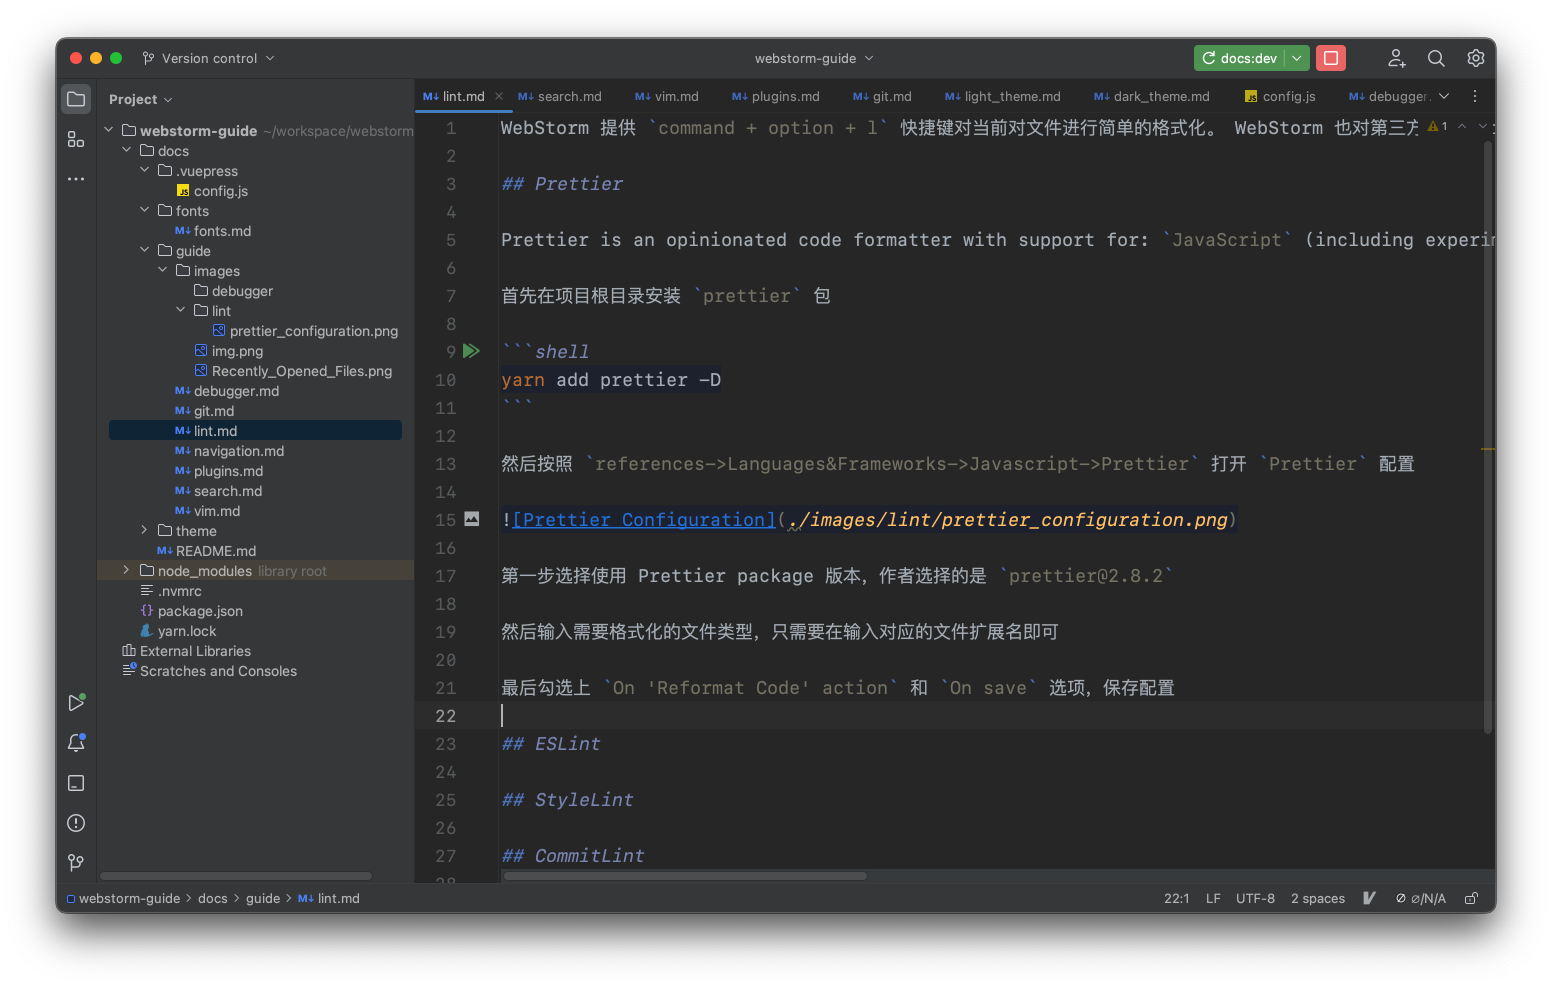 Version control
webstorm-guide
docs:dev
Project
webstorm-guide ~/workspace/webstorm
docs
.vuepress
config.js
fonts
fonts.md
guide
images
debugger
lint
prettier_configuration.png
img.png
Recently_Opened_Files.png
debugger.md
git.md
lint.md
navigation.md
plugins.md
search.md
vim.md
theme
README.md
node_modules library root
.nvmrc
package.json
yarn.lock
External Libraries
Scratches and Consoles
lint.md search.md vim.md plugins.md git.md light_theme.md dark_theme.md config.js debugger.
1 WebStorm 提供 `command + option + l` 快捷键对当前对文件进行简单的格式化。 WebStorm 也对第三方 1
2
3 ## Prettier
4
5 Prettier is an opinionated code formatter with support for: `JavaScript` (including experi
6
7 首先在项目根目录安装 `prettier` 包
8
9 ```shell
10 yarn add prettier -D
11 ```
12
13 然后按照 `references->Languages&Frameworks->Javascript->Prettier` 打开 `Prettier` 配置
14
15 ![Prettier Configuration](./images/lint/prettier_configuration.png)
16
17 第一步选择使用 Prettier package 版本，作者选择的是 `prettier@2.8.2`
18
19 然后输入需要格式化的文件类型，只需要在输入对应的文件扩展名即可
20
21 最后勾选上 `On 'Reformat Code' action` 和 `On save` 选项，保存配置
22
23 ## ESLint
24
25 ## StyleLint
26
27 ## CommitLint
webstorm-guide > docs > guide > lint.md
22:1 LF UTF-8 2 spaces ∅/N/A